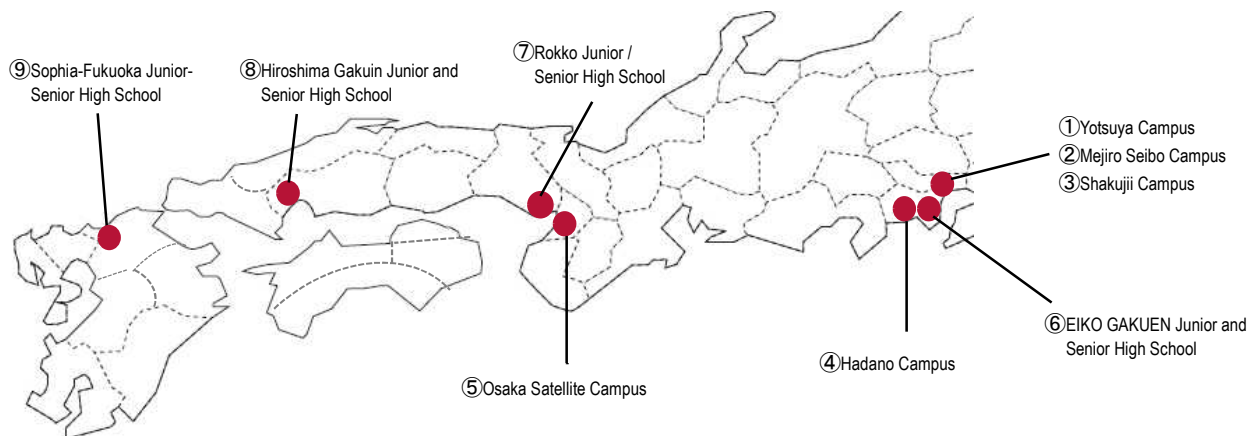 ⑨Sophia-Fukuoka Junior-
Senior High School
⑧Hiroshima Gakuin Junior and
Senior High School
⑦Rokko Junior /
Senior High School
①Yotsuya Campus
②Mejiro Seibo Campus
③Shakujii Campus
⑥EIKO GAKUEN Junior and
Senior High School
④Hadano Campus
⑤Osaka Satellite Campus